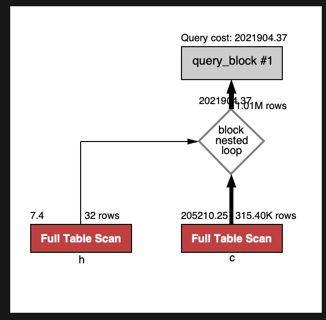 Query cost: 2021904.37
query_block #1
2021904.37
1.01M rows
block
nested
loop
7.4
32 rows
205210.25
315.40K rows
Full Table Scan
Full Table Scan
h
c